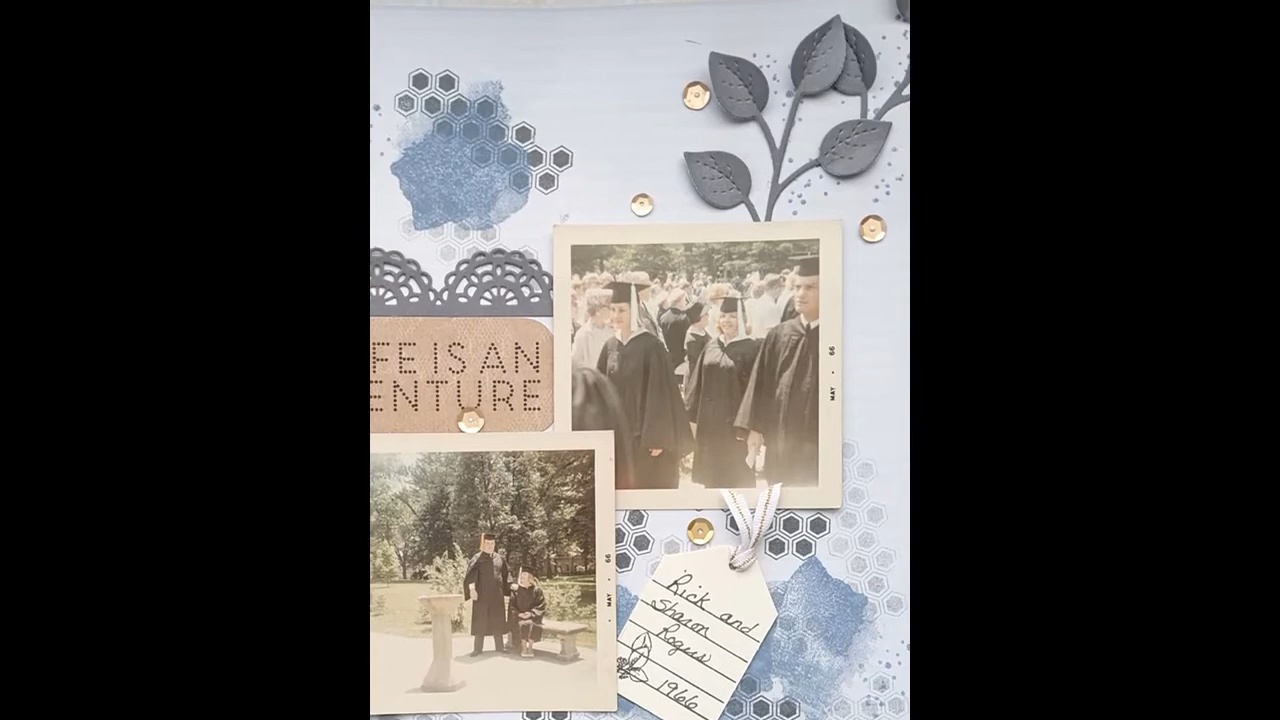 FE IS AN
ENTURE
MAY • 66
MAY • 66
Rick and
Sharon
Rogers
1966